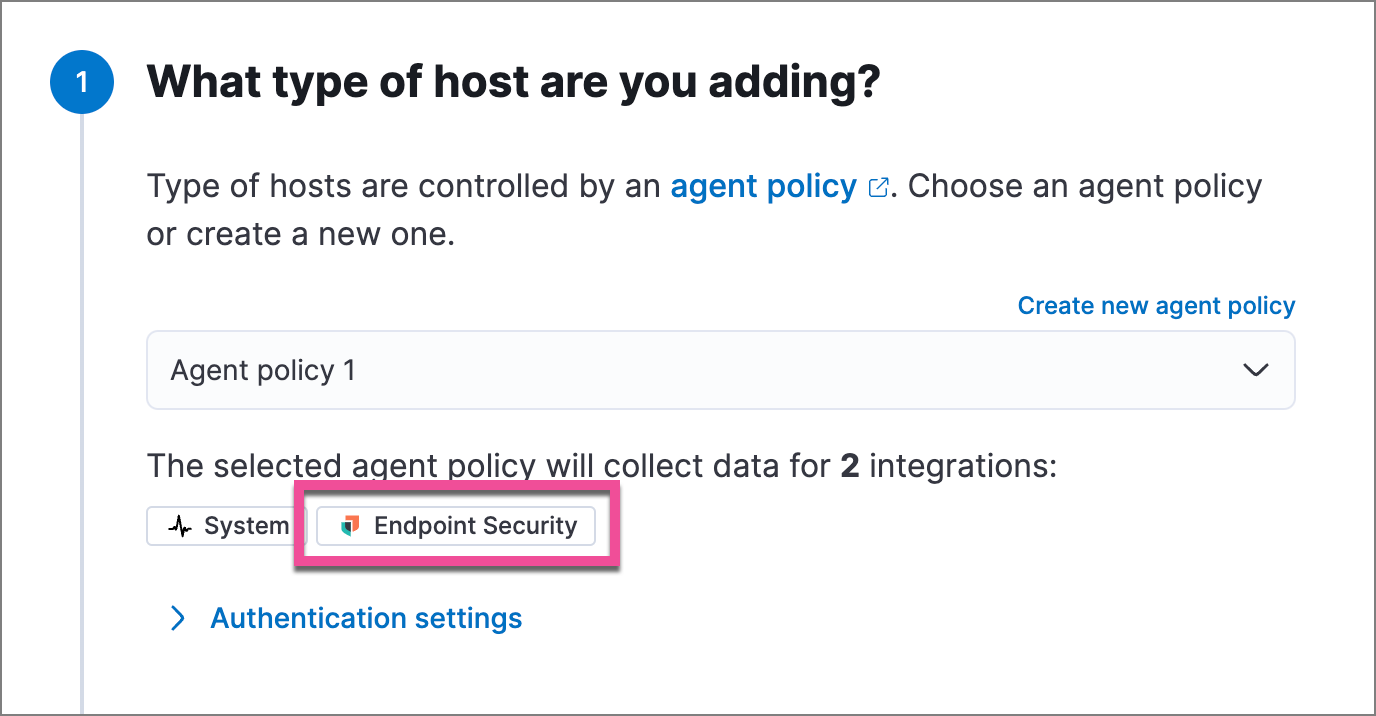 1
What type of host are you adding?
Type of hosts are controlled by an agent policy. Choose an agent policy
or create a new one.
Create new agent policy
Agent policy 1
The selected agent policy will collect data for 2 integrations:
System Endpoint Security
Authentication settings